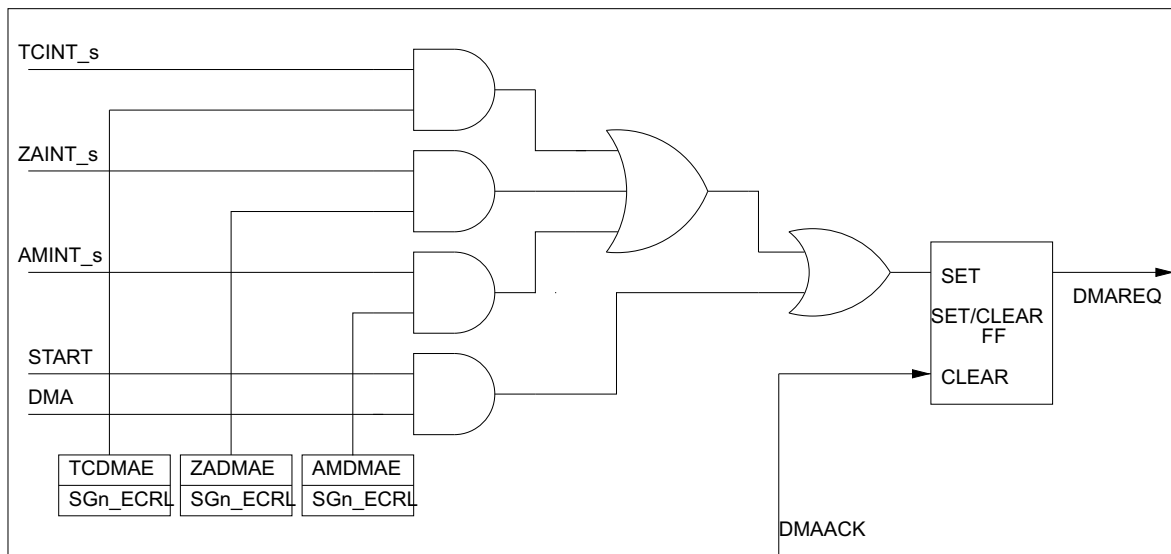 TCINT_s
ZAINT_s
AMINT_s
START
DMA
TCDMAE
SGn_ECRL
ZADMAE
SGn_ECRL
AMDMAE
SGn_ECRL
SET
SET/CLEAR
FF
CLEAR
DMAREQ
DMAACK